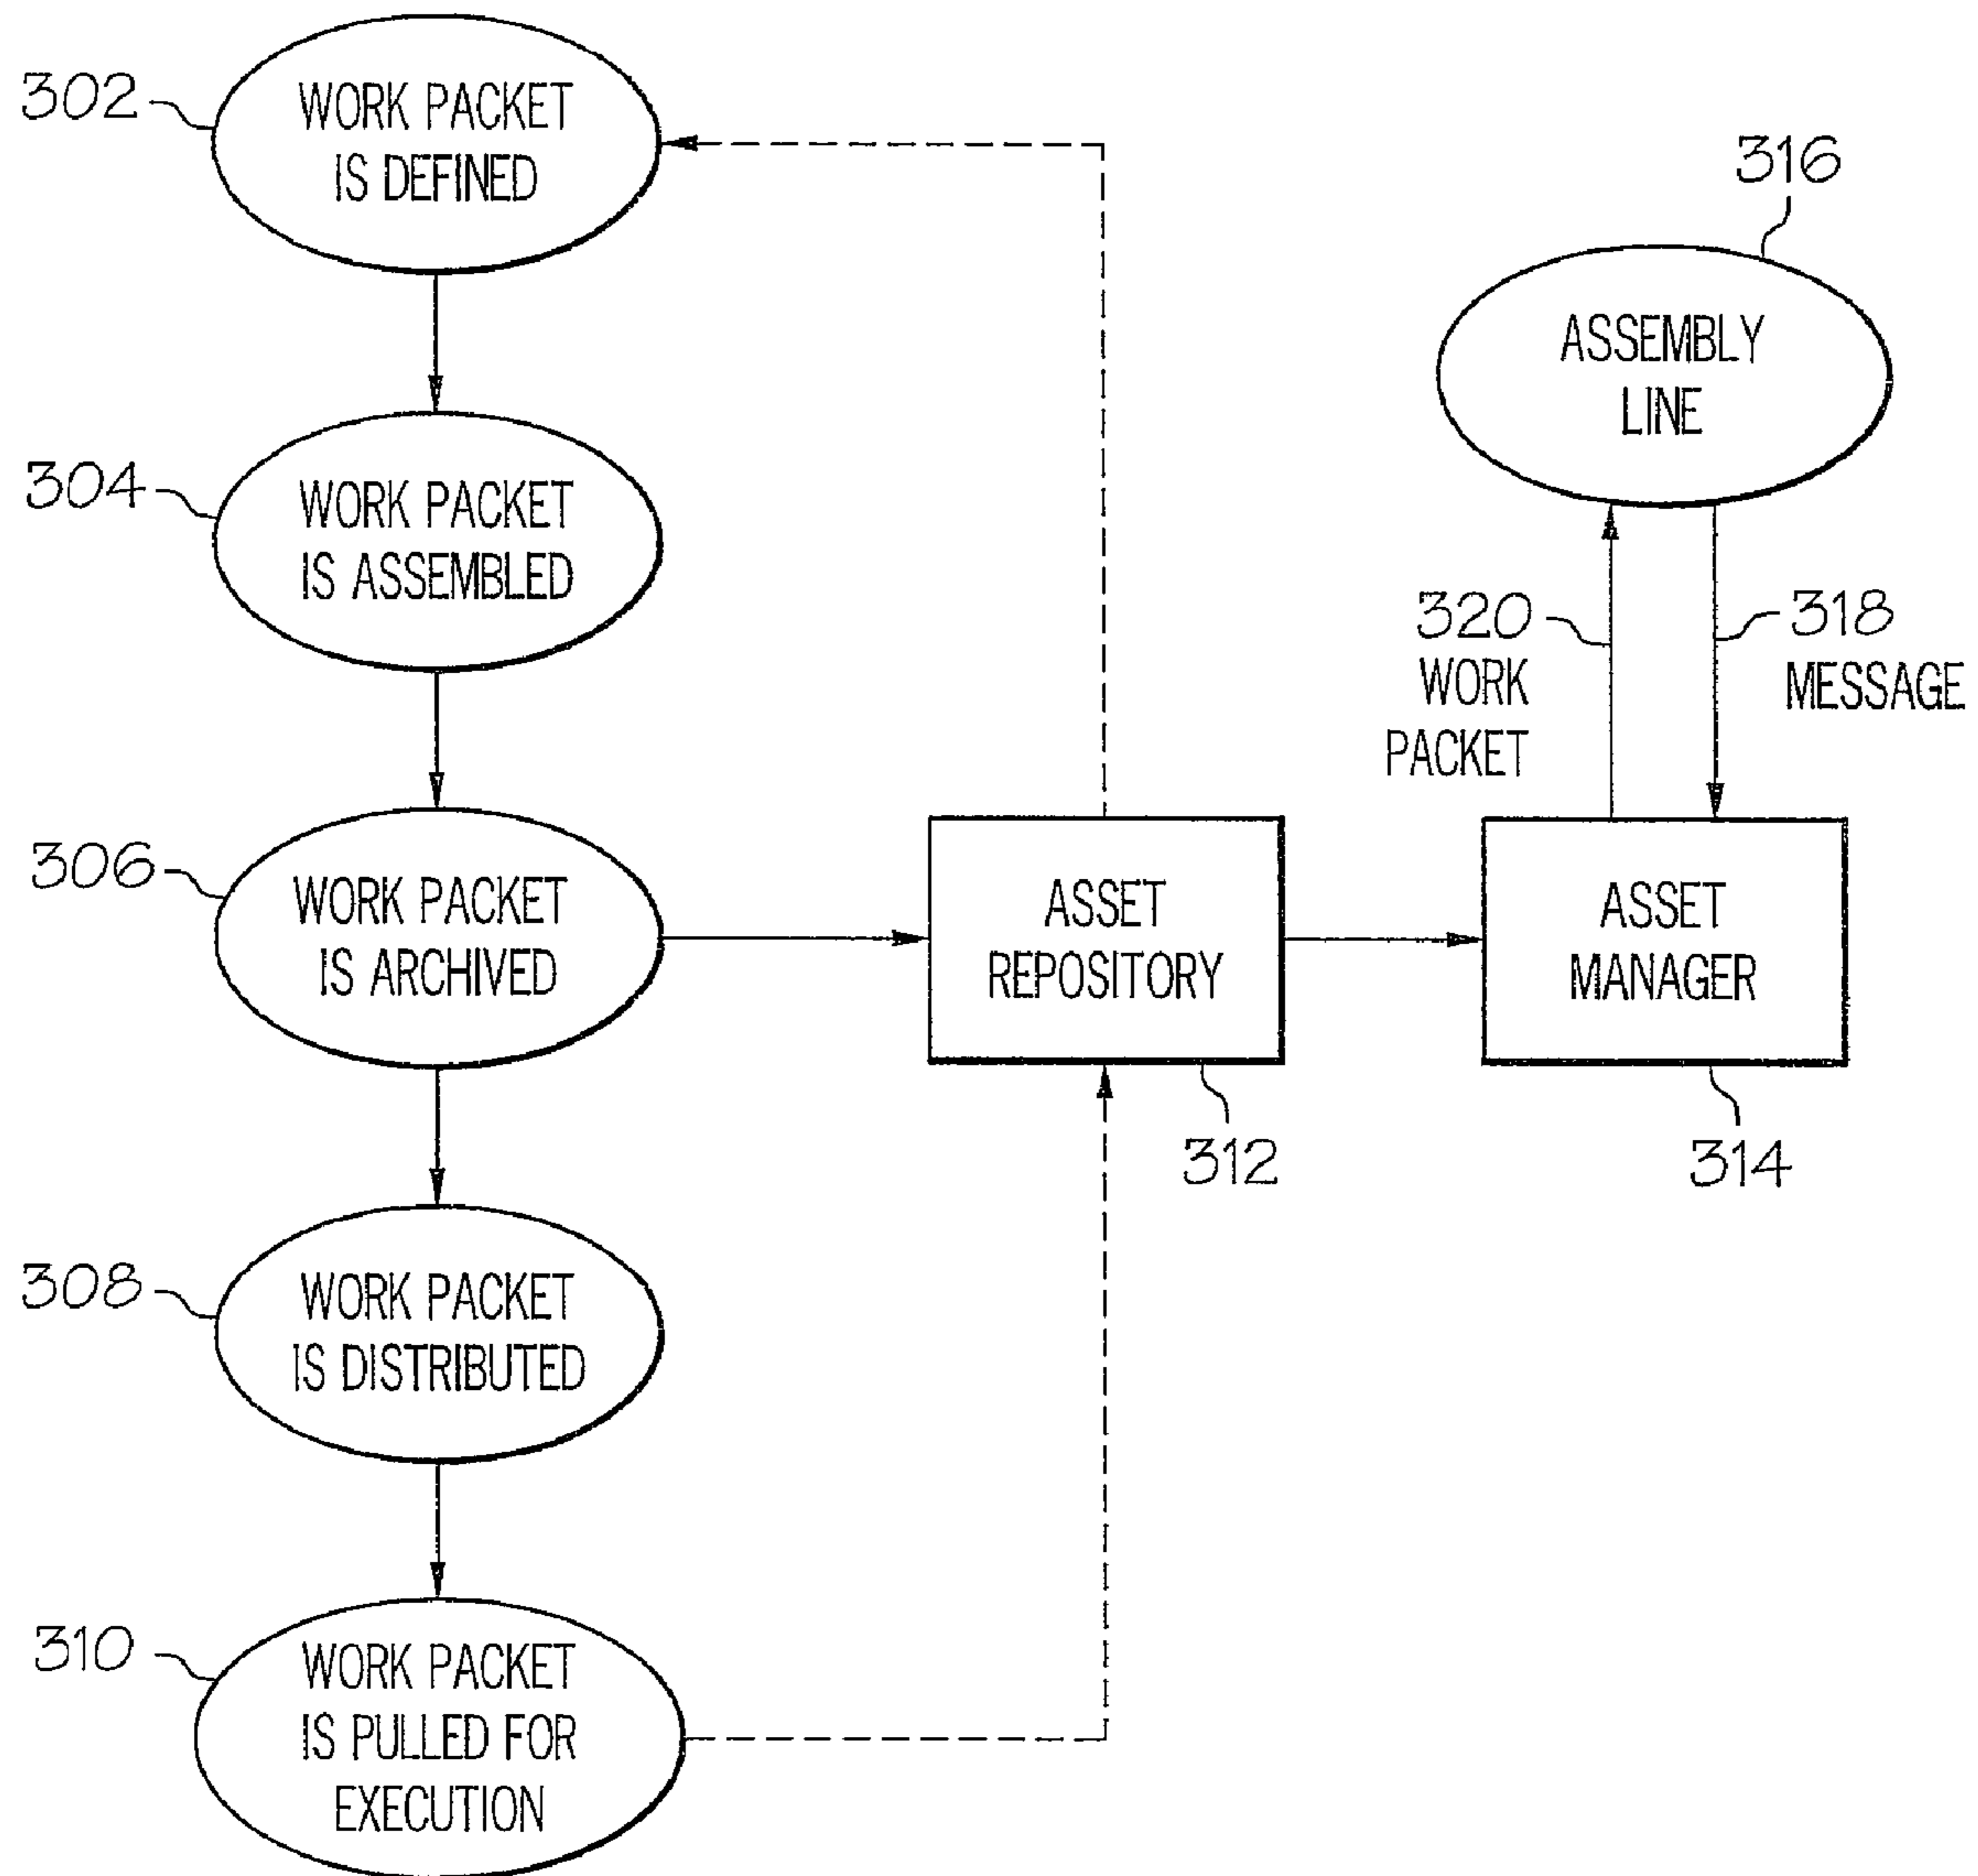 302
WORK PACKET
IS DEFINED
316
ASSEMBLY
LINE
304
WORK PACKET
IS ASSEMBLED
320
WORK
PACKET
318
MESSAGE
306
WORK PACKET
IS ARCHIVED
ASSET
REPOSITORY
ASSET
MANAGER
312
314
308
WORK PACKET
IS DISTRIBUTED
310
WORK PACKET
IS PULLED FOR
EXECUTION